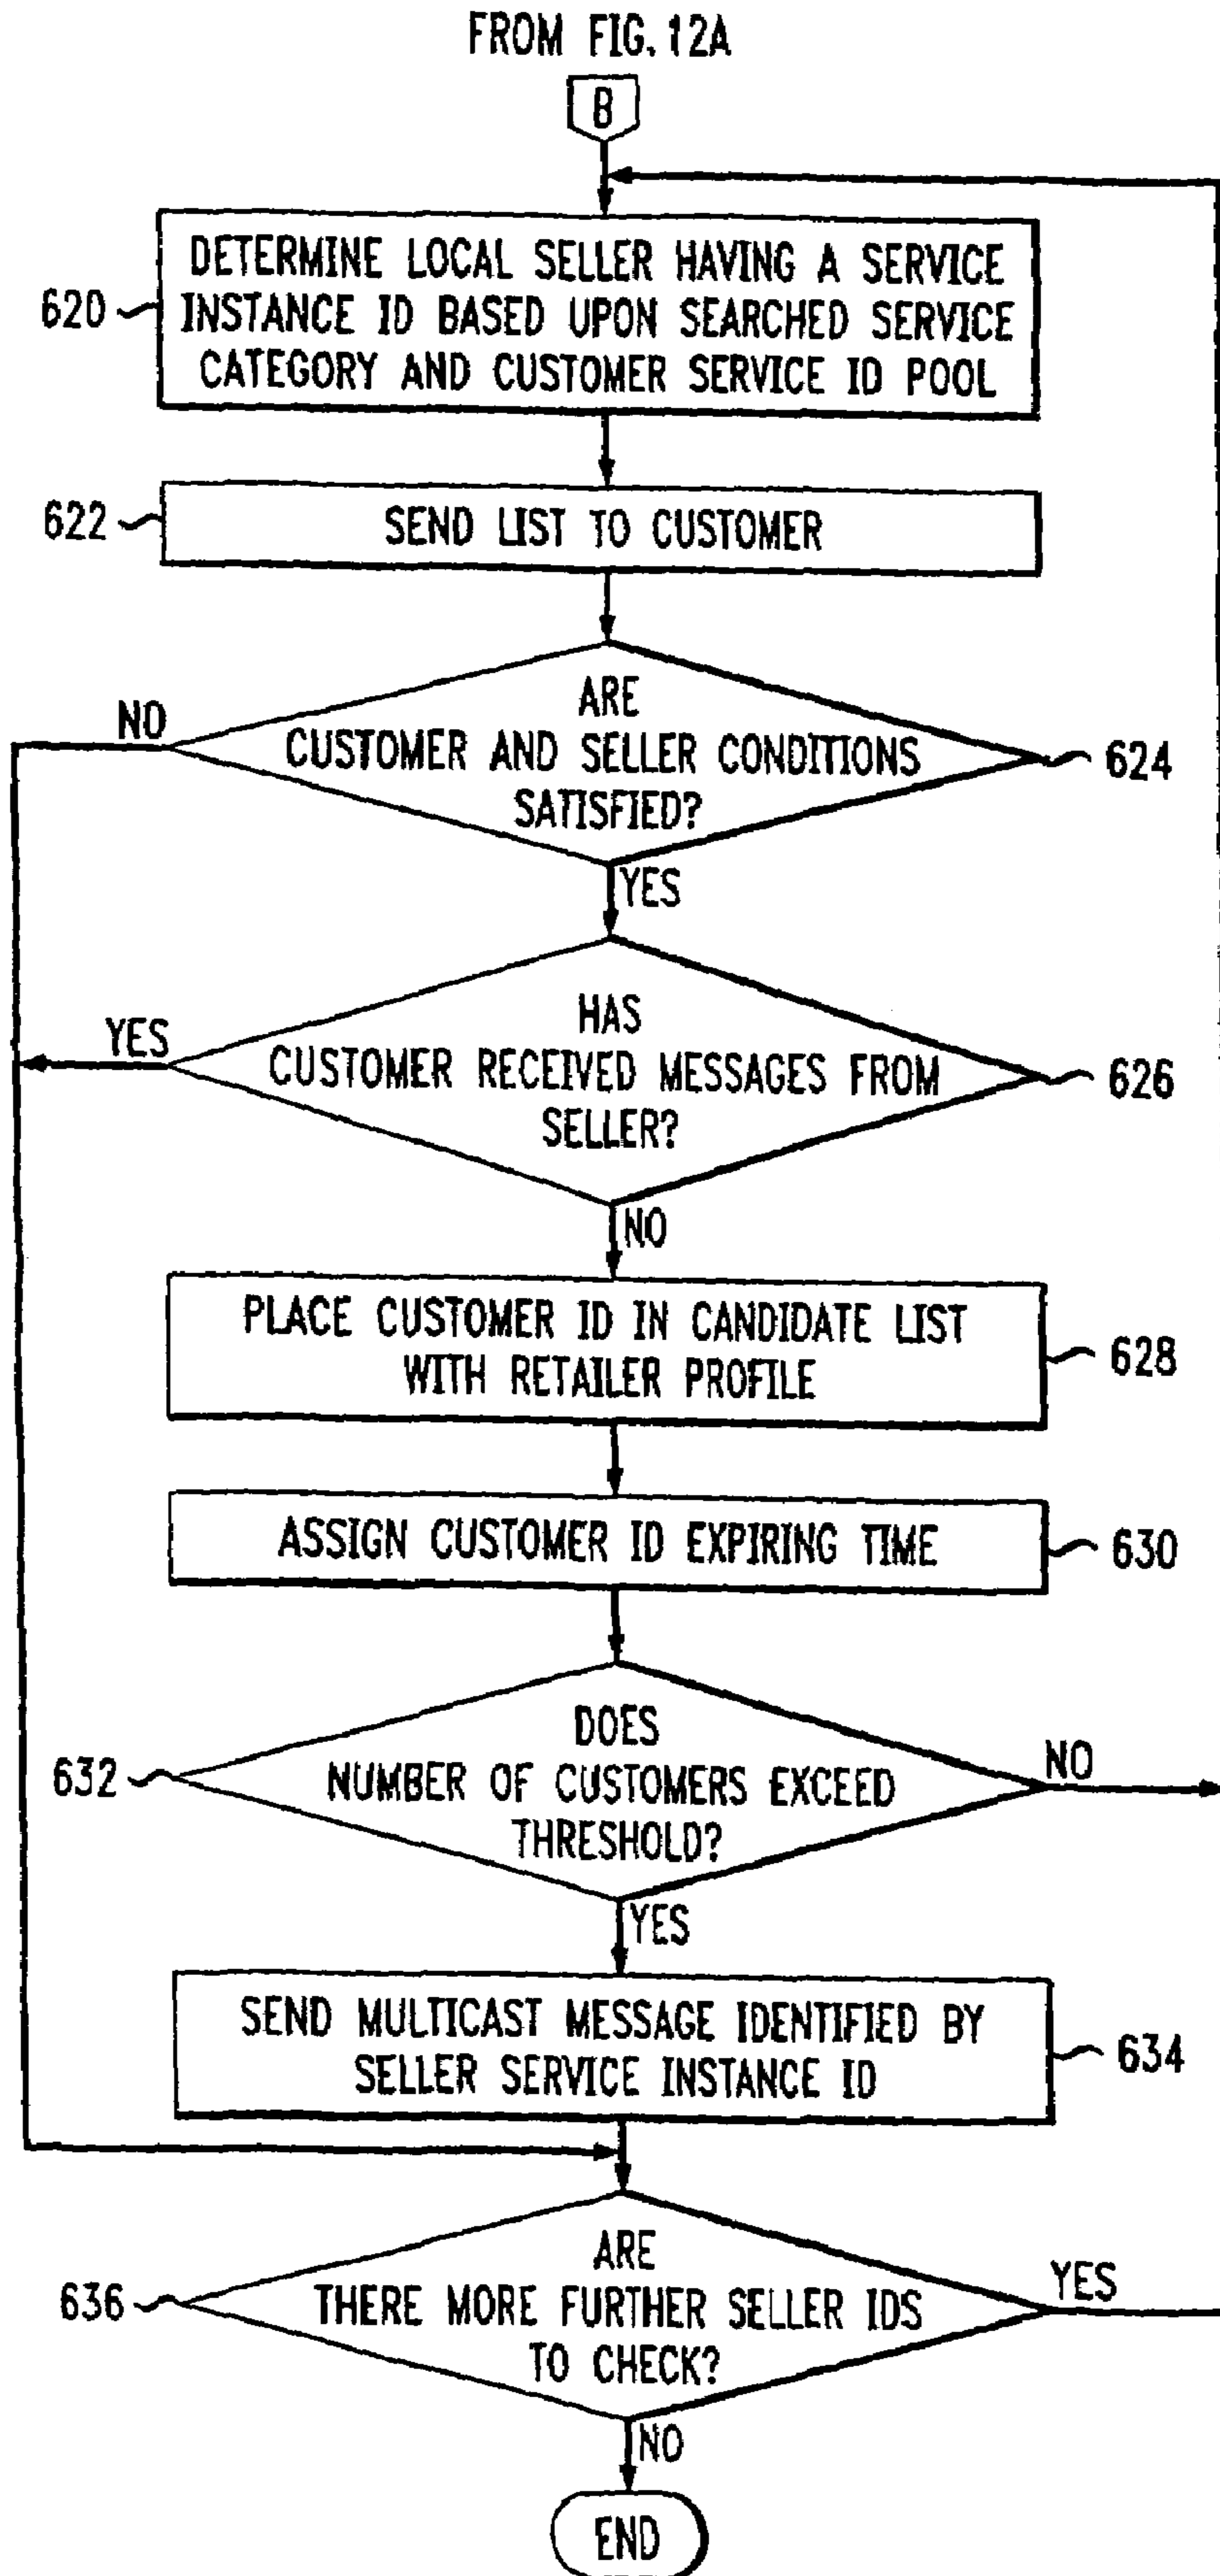 FROM FIG. 12A
B
620
DETERMINE LOCAL SELLER HAVING A SERVICE
INSTANCE ID BASED UPON SEARCHED SERVICE
CATEGORY AND CUSTOMER SERVICE ID POOL
622
SEND LIST TO CUSTOMER
NO
ARE
CUSTOMER AND SELLER CONDITIONS
SATISFIED?
624
YES
YES
HAS
CUSTOMER RECEIVED MESSAGES FROM
SELLER?
626
NO
PLACE CUSTOMER ID IN CANDIDATE LIST
WITH RETAILER PROFILE
628
ASSIGN CUSTOMER ID EXPIRING TIME
630
632
DOES
NUMBER OF CUSTOMERS EXCEED
THRESHOLD?
NO
YES
SEND MULTICAST MESSAGE IDENTIFIED BY
SELLER SERVICE INSTANCE ID
634
636
ARE
THERE MORE FURTHER SELLER IDS
TO CHECK?
YES
NO
END